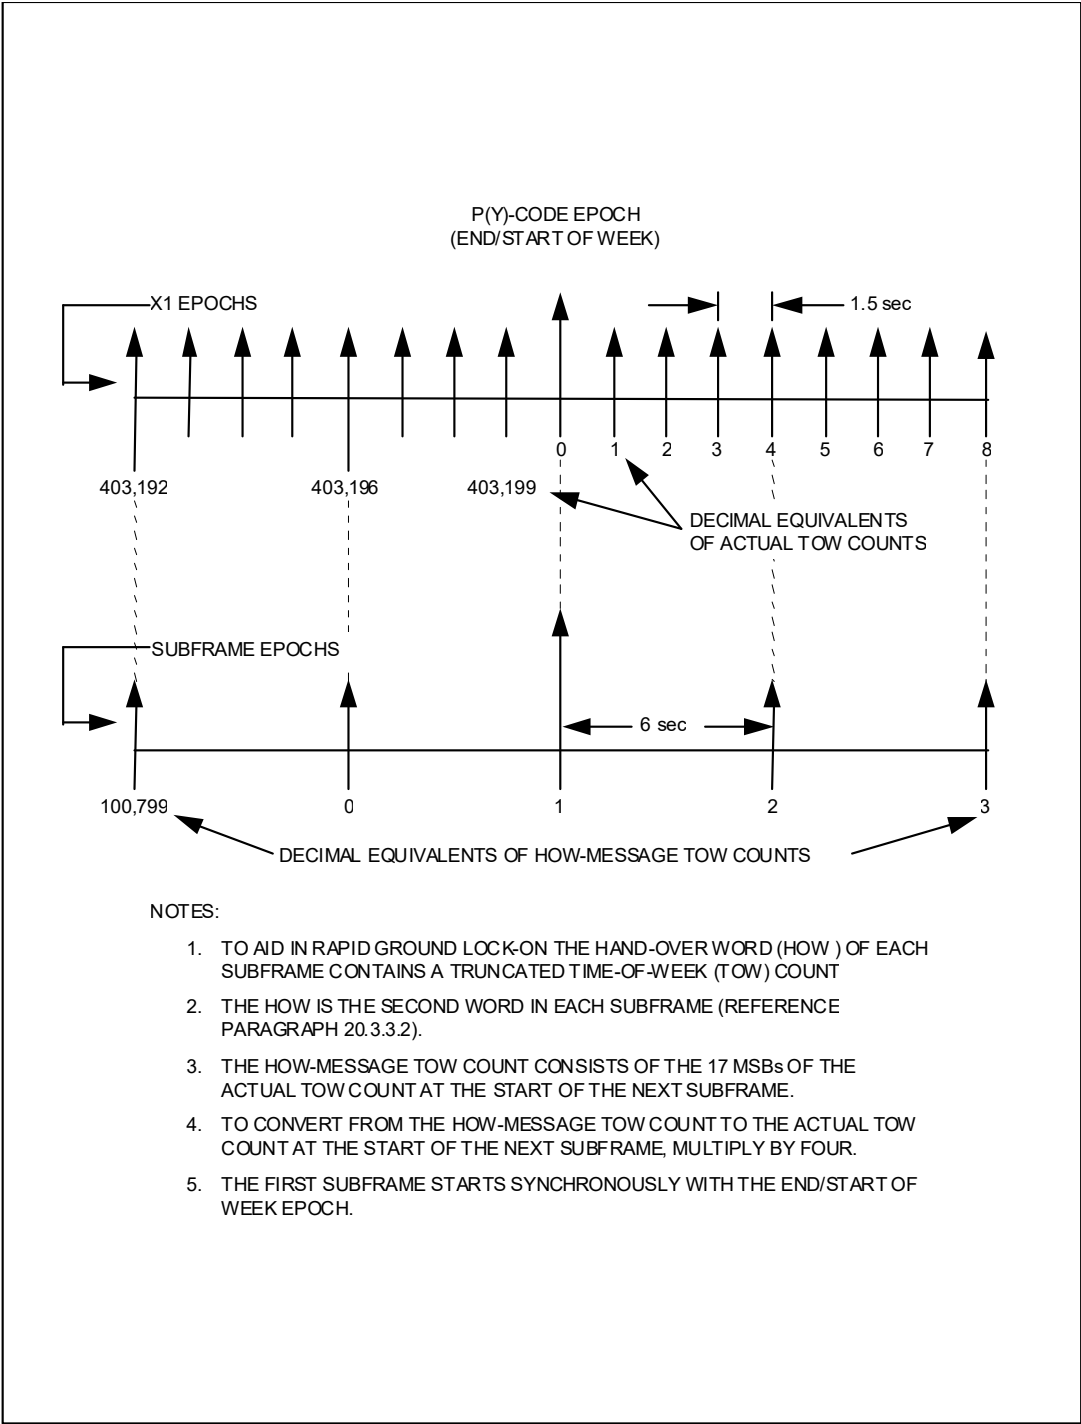 P(Y)-CODE EPOCH
(END/START OF WEEK)
X1 EPOCHS
1.5 sec
0 1 2 3 4 5 6 7 8
403,192 403,196 403,199
DECIMAL EQUIVALENTS
OF ACTUAL TOW COUNTS
SUBFRAME EPOCHS
6 sec
100,799 0 1 2 3
DECIMAL EQUIVALENTS OF HOW-MESSAGE TOW COUNTS
NOTES:
1. TO AID IN RAPID GROUND LOCK-ON THE HAND-OVER WORD (HOW ) OF EACH
SUBFRAME CONTAINS A TRUNCATED TIME-OF-WEEK (TOW) COUNT
2. THE HOW IS THE SECOND WORD IN EACH SUBFRAME (REFERENCE
PARAGRAPH 20.3.3.2).
3. THE HOW-MESSAGE TOW COUNT CONSISTS OF THE 17 MSBs OF THE
ACTUAL TOW COUNT AT THE START OF THE NEXT SUBFRAME.
4. TO CONVERT FROM THE HOW-MESSAGE TOW COUNT TO THE ACTUAL TOW
COUNT AT THE START OF THE NEXT SUBFRAME, MULTIPLY BY FOUR.
5. THE FIRST SUBFRAME STARTS SYNCHRONOUSLY WITH THE END/START OF
WEEK EPOCH.